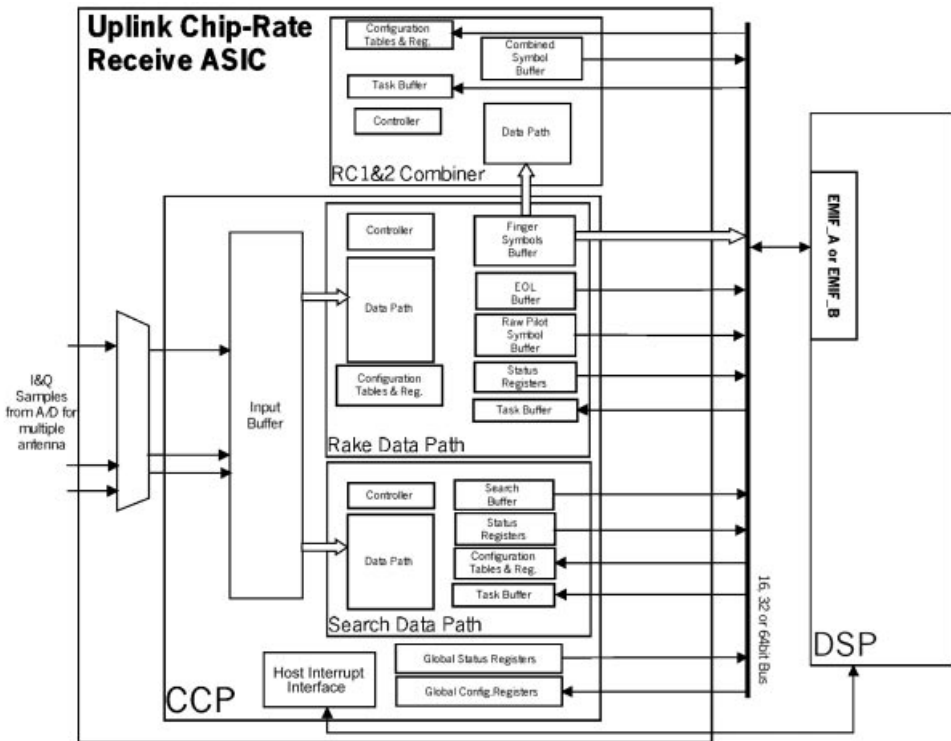 Uplink Chip-Rate
Receive ASIC
Configuration
Tables & Reg.
Combined
Symbol
Buffer
Task Buffer
Controller
Data Path
RC1&2 Combiner
Controller
Finger
Symbols
Buffer
Data Path
EOL
Buffer
Raw Pilot
Symbol
Buffer
Configuration
Tables & Reg.
Status
Registers
Task Buffer
Rake Data Path
I&Q
Samples
from A/D for
multiple
antenna
Input
Buffer
Controller
Search
Buffer
Data Path
Status
Registers
Configuration
Tables & Reg.
Task Buffer
Search Data Path
Host Interrupt
Interface
Global Status Registers
Global Config.Registers
CCP
16, 32 or 64bit Bus
EMIF_A or EMIF_B
DSP